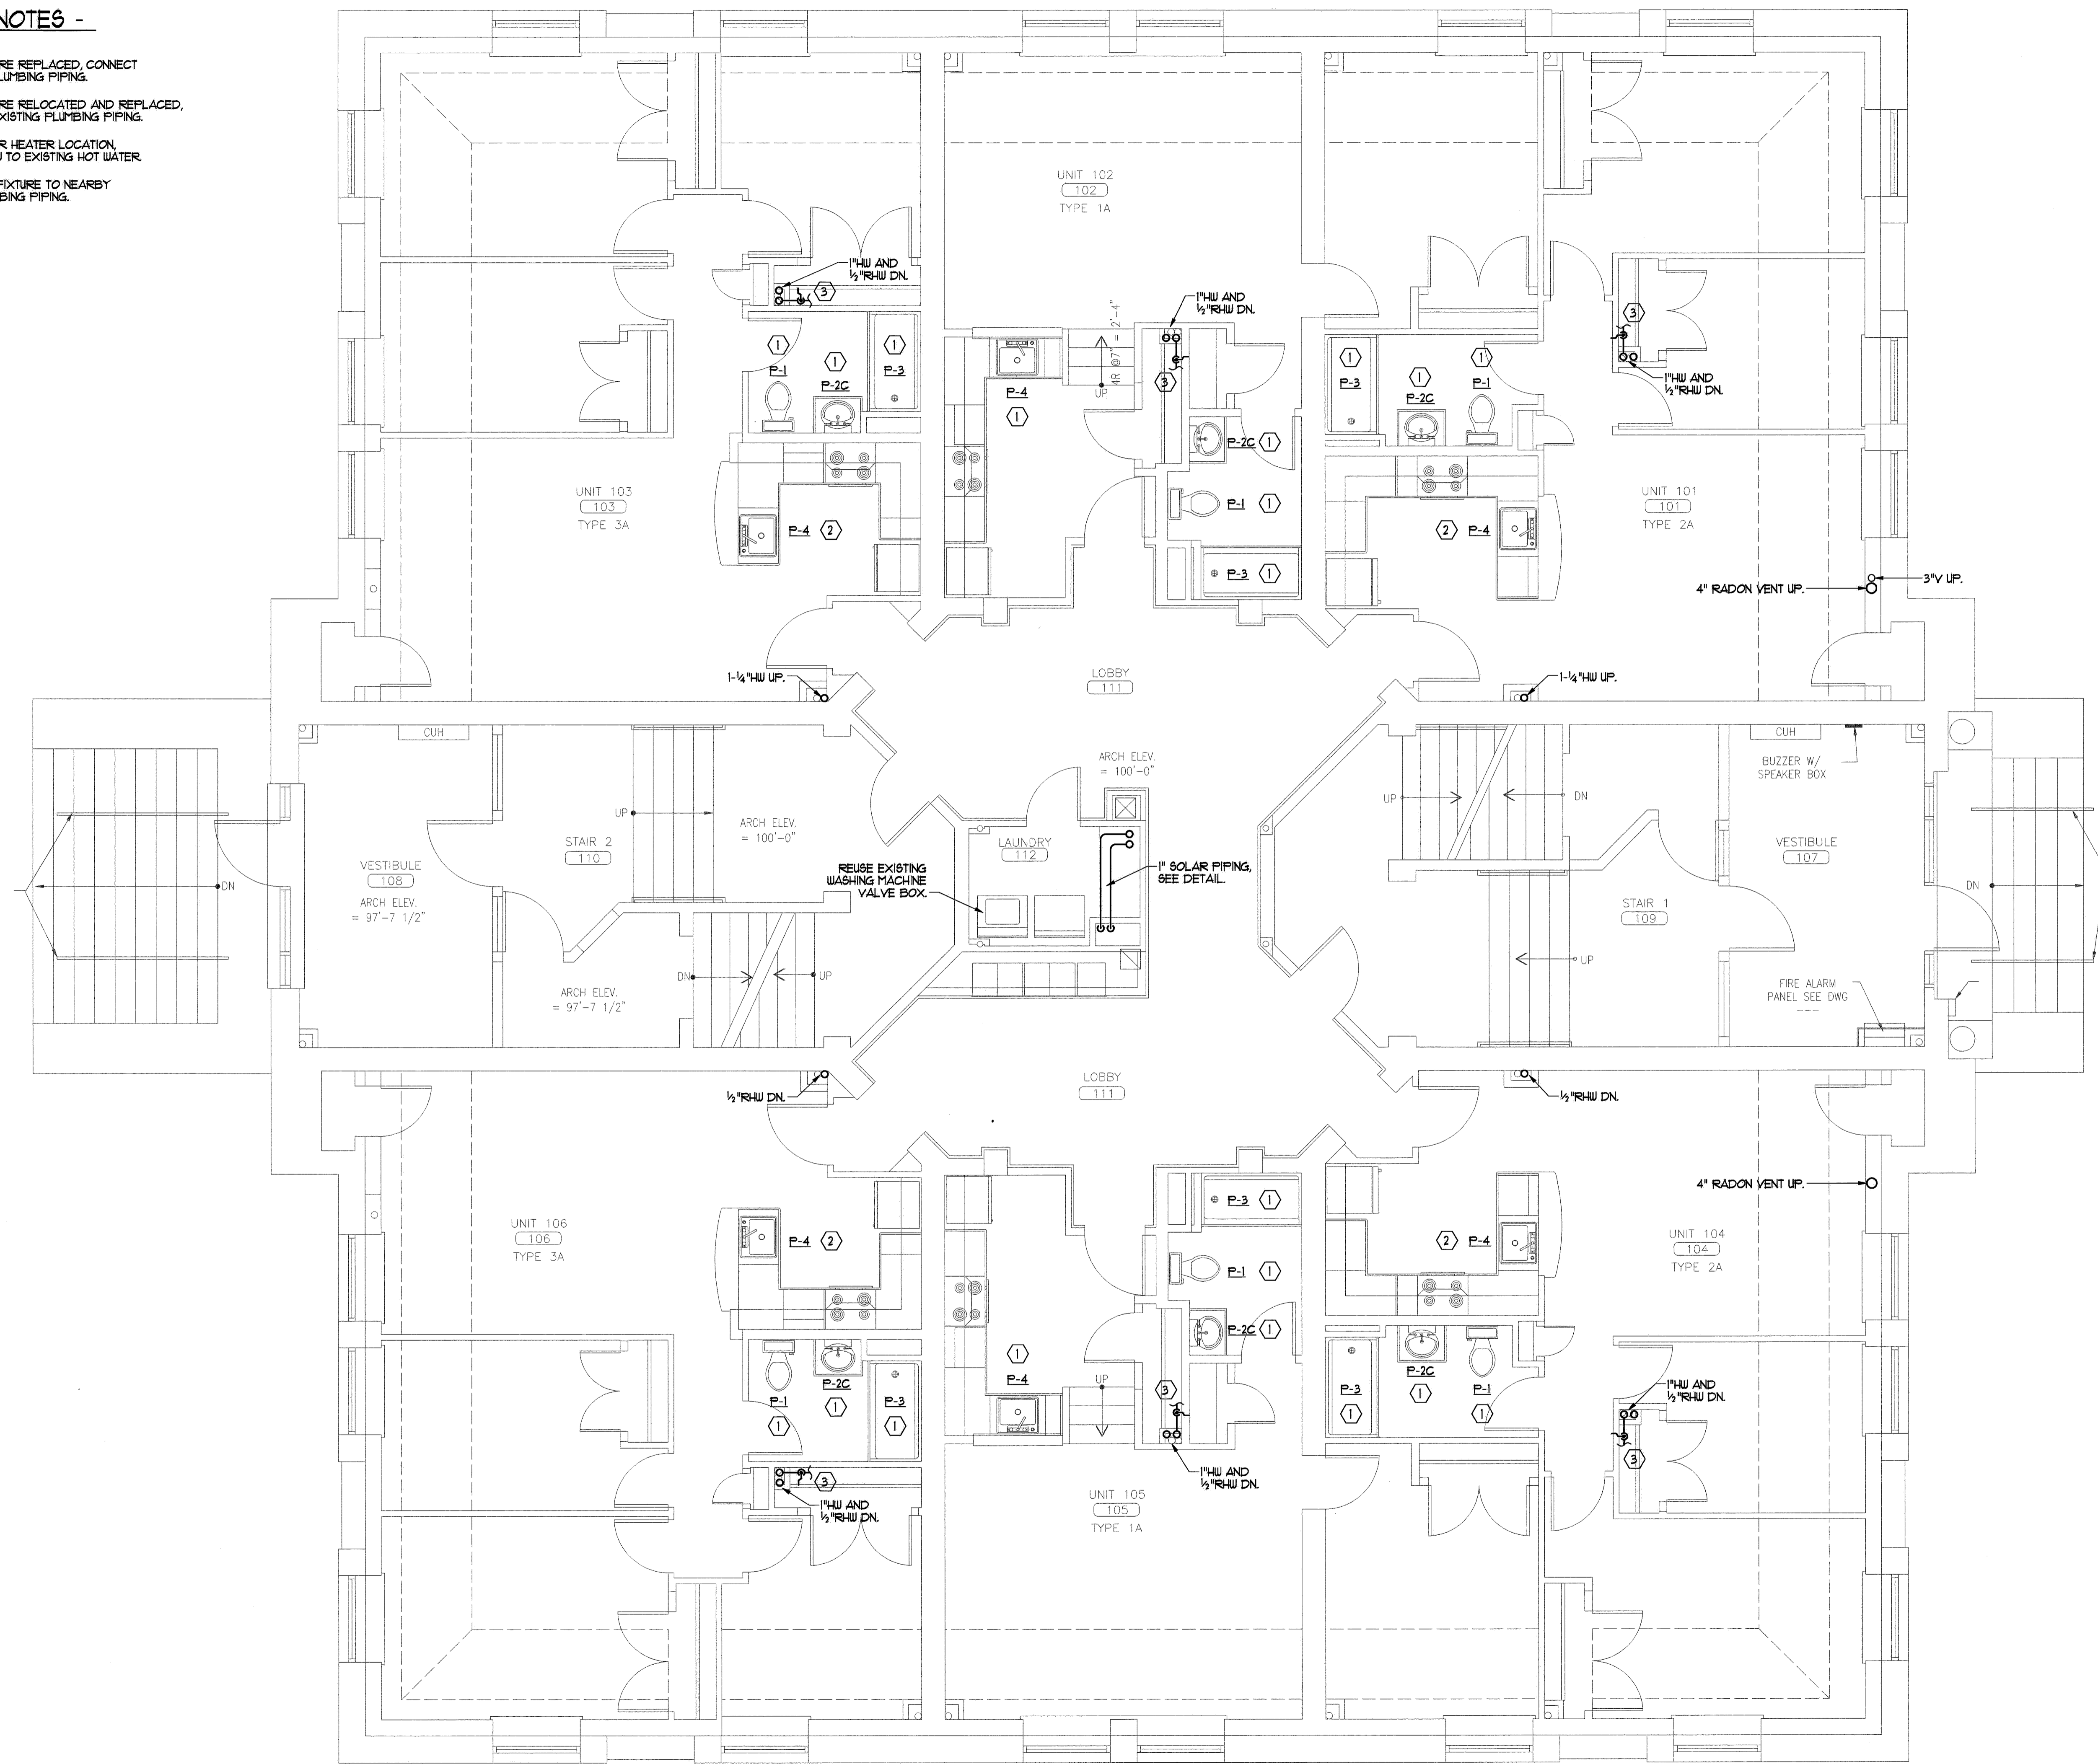 NOTES -
RE REPLACED, CONNECT
LUMBING PIPING.
RE RELOCATED AND REPLACED,
XISTING PLUMBING PIPING.
R HEATER LOCATION,
TO EXISTING HOT WATER.
FIXTURE TO NEARBY
BING PIPING.
UNIT 102
102
TYPE 1A
1"HW AND
½"RHW DN.
3
1"HW AND
½"RHW DN.
3
4R @7" = 2'-4"
UP
3
1"HW AND
½"RHW DN.
1
P-1
1
P-2C
1
P-3
P-4
1
P-2C 1
P-1 1
P-3 1
1
P-3
1
P-2C
1
P-1
UNIT 103
103
TYPE 3A
P-4 2
2 P-4
UNIT 101
101
TYPE 2A
3"V UP.
4" RADON VENT UP.
1-¼"HW UP.
LOBBY
111
1-¼"HW UP.
CUH
CUH
ARCH ELEV.
= 100'-0"
BUZZER W/
SPEAKER BOX
UP
ARCH ELEV.
= 100'-0"
UP
DN
STAIR 2
110
LAUNDRY
112
VESTIBULE
107
VESTIBULE
108
ARCH ELEV.
= 97'-7 1/2"
DN
REUSE EXISTING
WASHING MACHINE
VALVE BOX.
1" SOLAR PIPING,
SEE DETAIL.
DN
STAIR 1
109
UP
DN
UP
ARCH ELEV.
= 97'-7 1/2"
FIRE ALARM
PANEL SEE DWG
---
½"RHW DN.
LOBBY
111
½"RHW DN.
4" RADON VENT UP.
P-3 1
UNIT 106
106
TYPE 3A
P-4 2
P-1 1
2 P-4
UNIT 104
104
TYPE 2A
P-2C 1
1
P-4
UP
3
P-1
1
P-2C
1
P-3
1
P-3
1
P-2C
1
P-1
1
1"HW AND
½"RHW DN.
3
3
1"HW AND
½"RHW DN.
1"HW AND
½"RHW DN.
UNIT 105
105
TYPE 1A